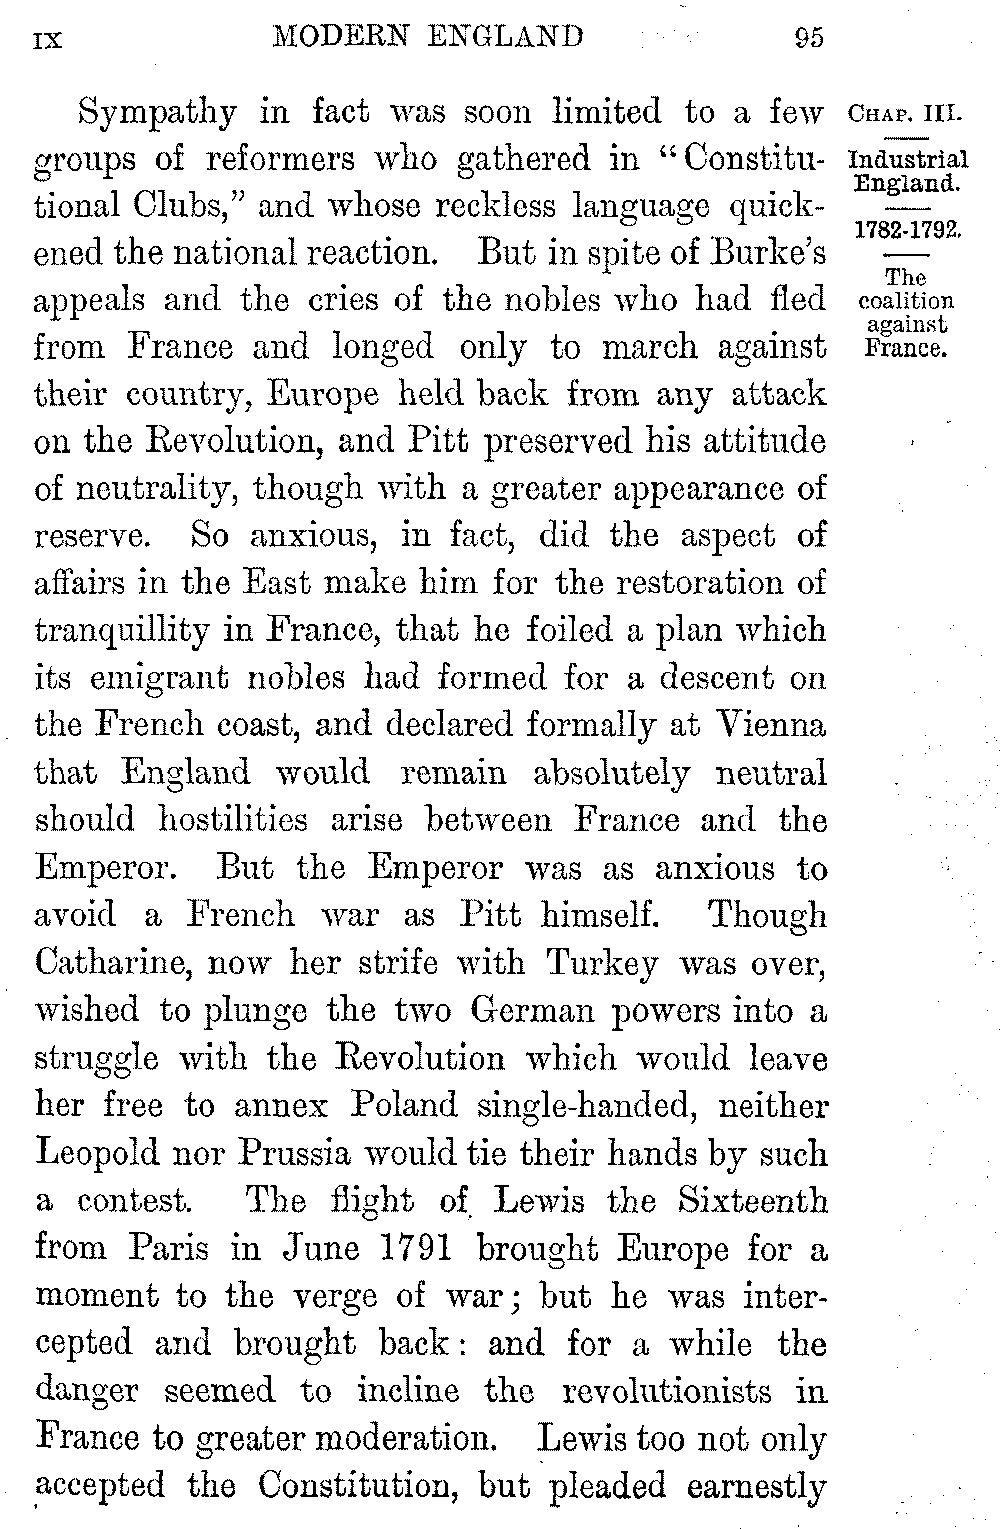 IX MODERN ENGLAND 95
Sympathy in fact was soon limited to a few
groups of reformers who gathered in “Constitu-
tional Clubs,” and whose reckless language quick-
ened the national reaction. But in spite of Burke’s
appeals and the cries of the nobles who had fled
from France and longed only to march against
their country, Europe held back from any attack
on the Revolution, and Pitt preserved his attitude
of neutrality, though with a greater appearance of
reserve. So anxious, in fact, did the aspect of
affairs in the East make him for the restoration of
tranquillity in France, that he foiled a plan which
its emigrant nobles had formed for a descent on
the French coast, and declared formally at Vienna
that England would remain absolutely neutral
should hostilities arise between France and the
Emperor. But the Emperor was as anxious to
avoid a French war as Pitt himself. Though
Catharine, now her strife with Turkey was over,
wished to plunge the two German powers into a
struggle with the Revolution which would leave
her free to annex Poland single-handed, neither
Leopold nor Prussia would tie their hands by such
a contest. The flight of Lewis the Sixteenth
from Paris in June 1791 brought Europe for a
moment to the verge of war; but he was inter-
cepted and brought back: and for a while the
danger seemed to incline the revolutionists in
France to greater moderation. Lewis too not only
accepted the Constitution, but pleaded earnestly
CHAP. III.
Industrial
England.
1782-1792.
The
coalition
against
France.